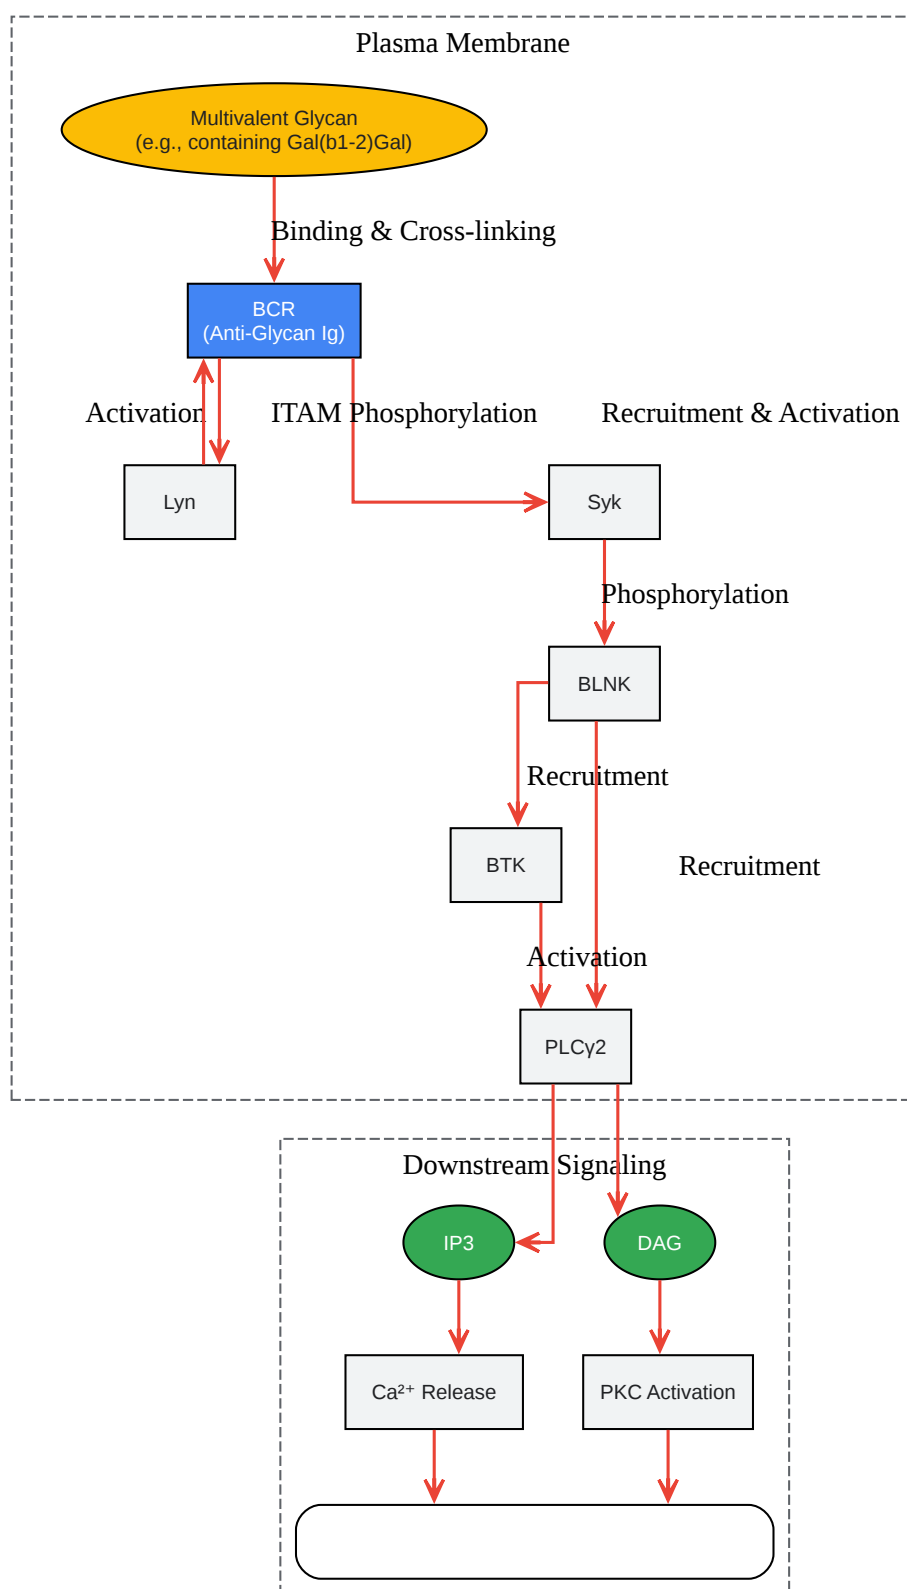 Plasma Membrane
Multivalent Glycan
(e.g., containing Gal(b1-2)Gal)
Binding & Cross-linking
BCR
(Anti-Glycan Ig)
Activation
ITAM Phosphorylation
Recruitment & Activation
Lyn
Syk
Phosphorylation
BLNK
Recruitment
BTK
Recruitment
Activation
PLCγ2
Downstream Signaling
IP3
DAG
Ca²⁺ Release
PKC Activation